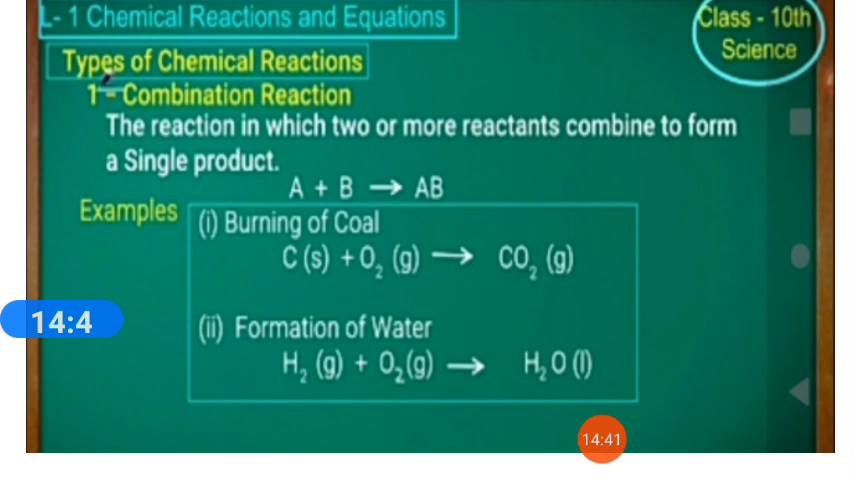 L- 1 Chemical Reactions and Equations
Class - 10th
Science
Types of Chemical Reactions
1 - Combination Reaction
The reaction in which two or more reactants combine to form
a Single product.
A + B → AB
Examples
(i) Burning of Coal
C (s) + O₂ (g) → CO₂ (g)
14:4
(ii) Formation of Water
H₂ (g) + O₂(g) → H₂O (l)
14:41